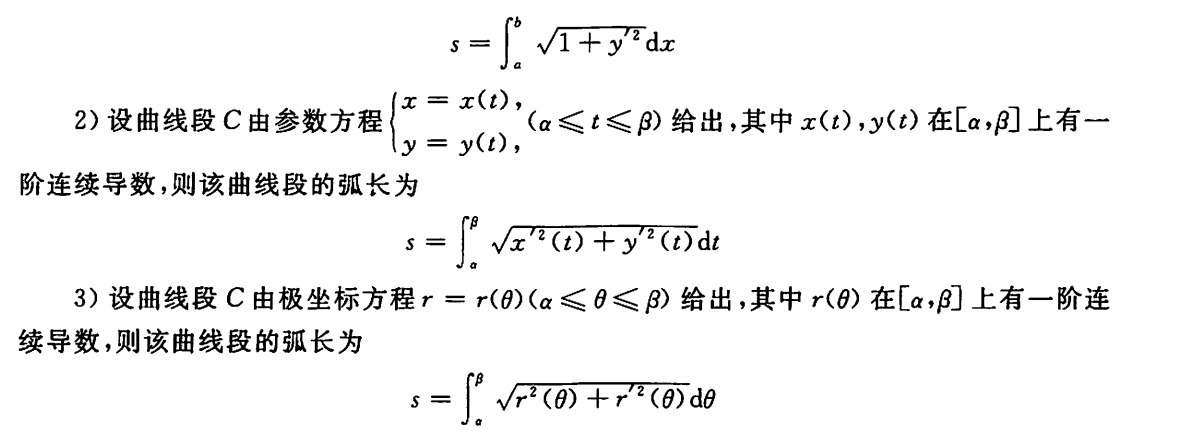 s = ∫_a^b √(1 + y′²) dx
2) 设曲线段 C 由参数方程 { x = x(t), y = y(t), (α ≤ t ≤ β) 给出,其中 x(t),y(t) 在[α,β] 上有一
阶连续导数,则该曲线段的弧长为
s = ∫_α^β √(x′²(t) + y′²(t)) dt
3) 设曲线段 C 由极坐标方程 r = r(θ)(α ≤ θ ≤ β) 给出,其中 r(θ) 在[α,β] 上有一阶连
续导数,则该曲线段的弧长为
s = ∫_α^β √(r²(θ) + r′²(θ)) dθ